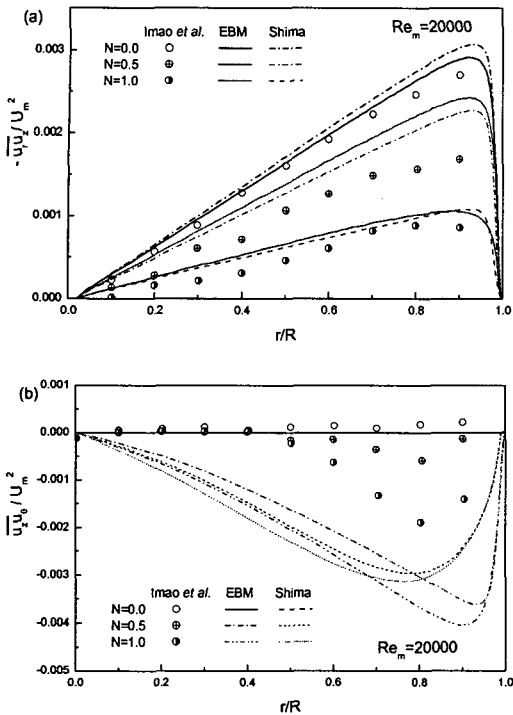 (a)
Imao et al. EBM Shima
Re_m=20000
N=0.0
N=0.5
N=1.0
0.003
0.002
0.001
0.000
- u_r u_z / U_m^2
0.0 0.2 0.4 0.6 0.8 1.0
r/R
(b)
0.001
0.000
-0.001
-0.002
-0.003
-0.004
-0.005
u_z u_θ / U_m^2
Imao et al. EBM Shima
N=0.0
N=0.5
N=1.0
Re_m=20000
0.0 0.2 0.4 0.6 0.8 1.0
r/R